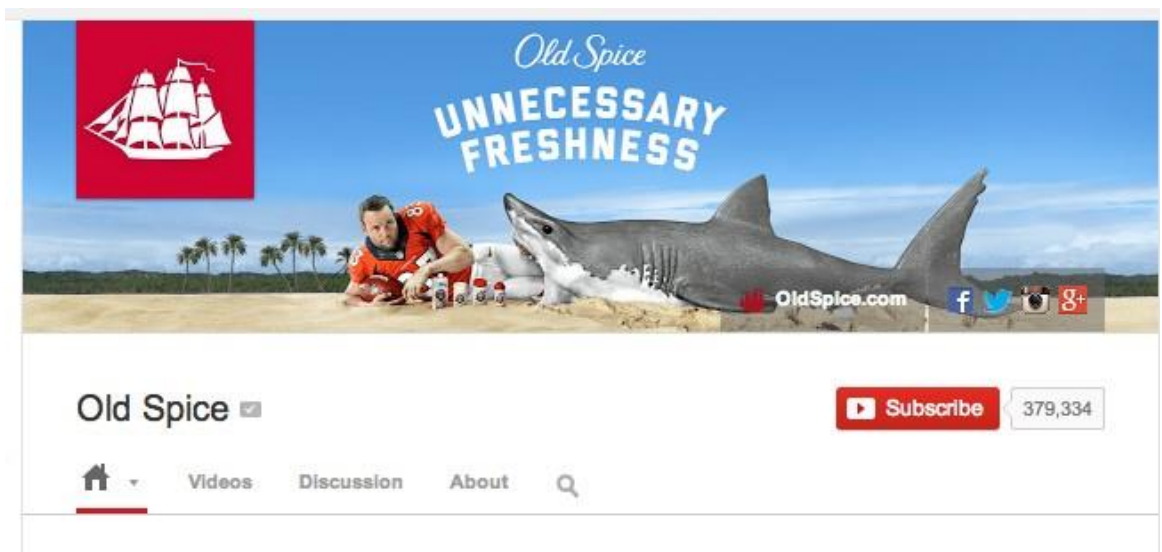 Old Spice
UNNECESSARY
FRESHNESS
OldSpice.com
Old Spice
Subscribe 379,334
Videos Discussion About